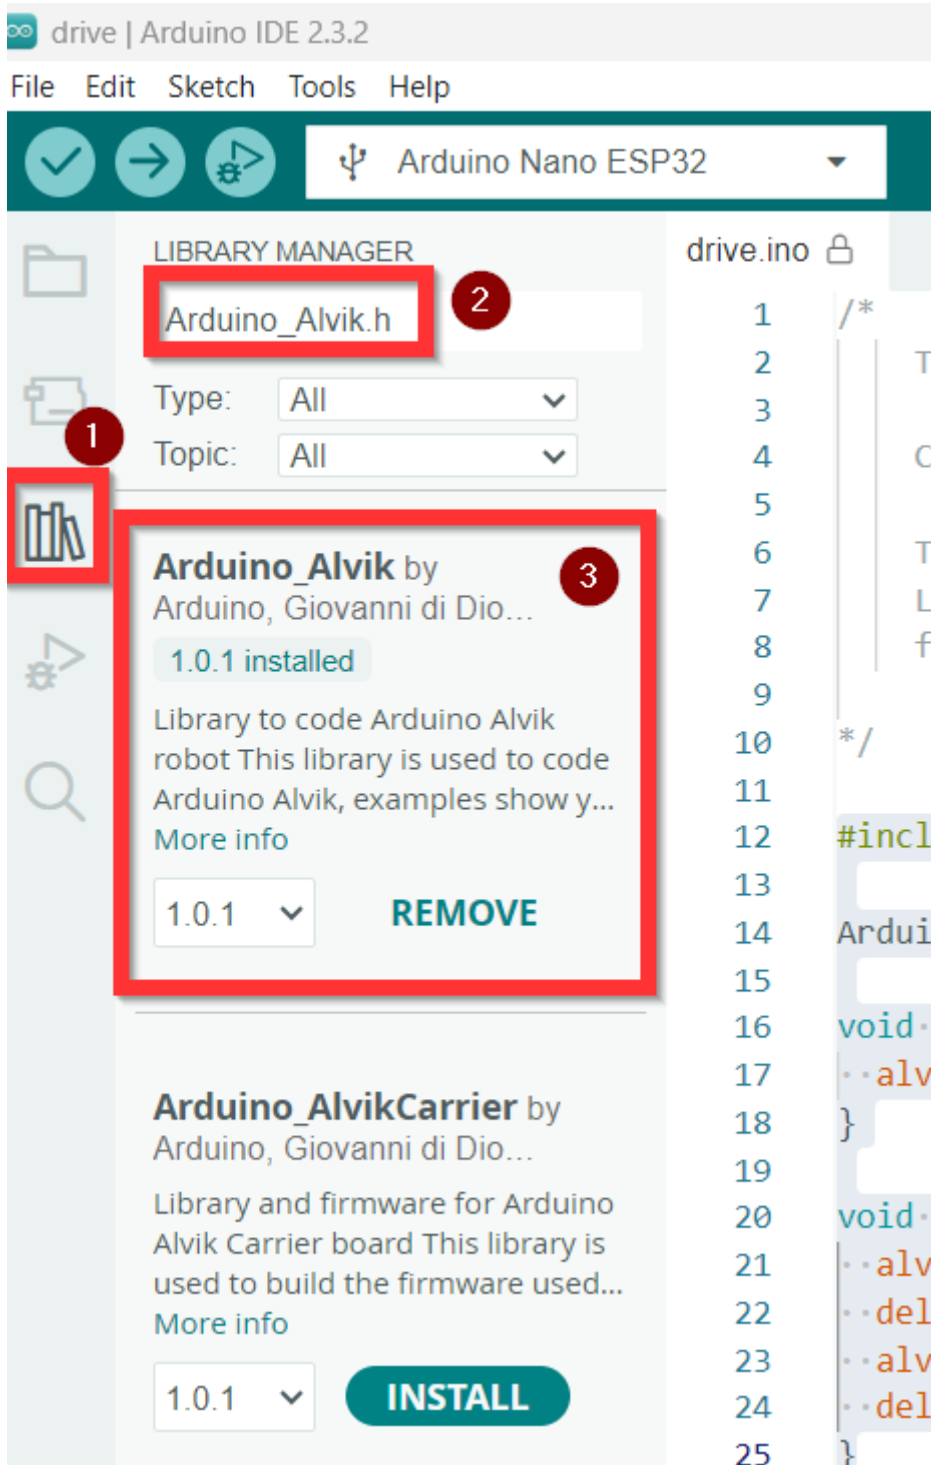 drive | Arduino IDE 2.3.2
File Edit Sketch Tools Help
Arduino Nano ESP32
LIBRARY MANAGER
Arduino_Alvik.h
2
Type: All
1
Topic: All
Arduino_Alvik by
3
Arduino, Giovanni di Dio...
1.0.1 installed
Library to code Arduino Alvik
robot This library is used to code
Arduino Alvik, examples show y...
More info
1.0.1 REMOVE
Arduino_AlvikCarrier by
Arduino, Giovanni di Dio...
Library and firmware for Arduino
Alvik Carrier board This library is
used to build the firmware used...
More info
1.0.1 INSTALL
drive.ino
1 /*
2 T
3
4 C
5
6 T
7 L
8 f
9
10 */
11
12 #incl
13
14 Ardui
15
16 void
17 alv
18 }
19
20 void
21 alv
22 del
23 alv
24 del
25 }